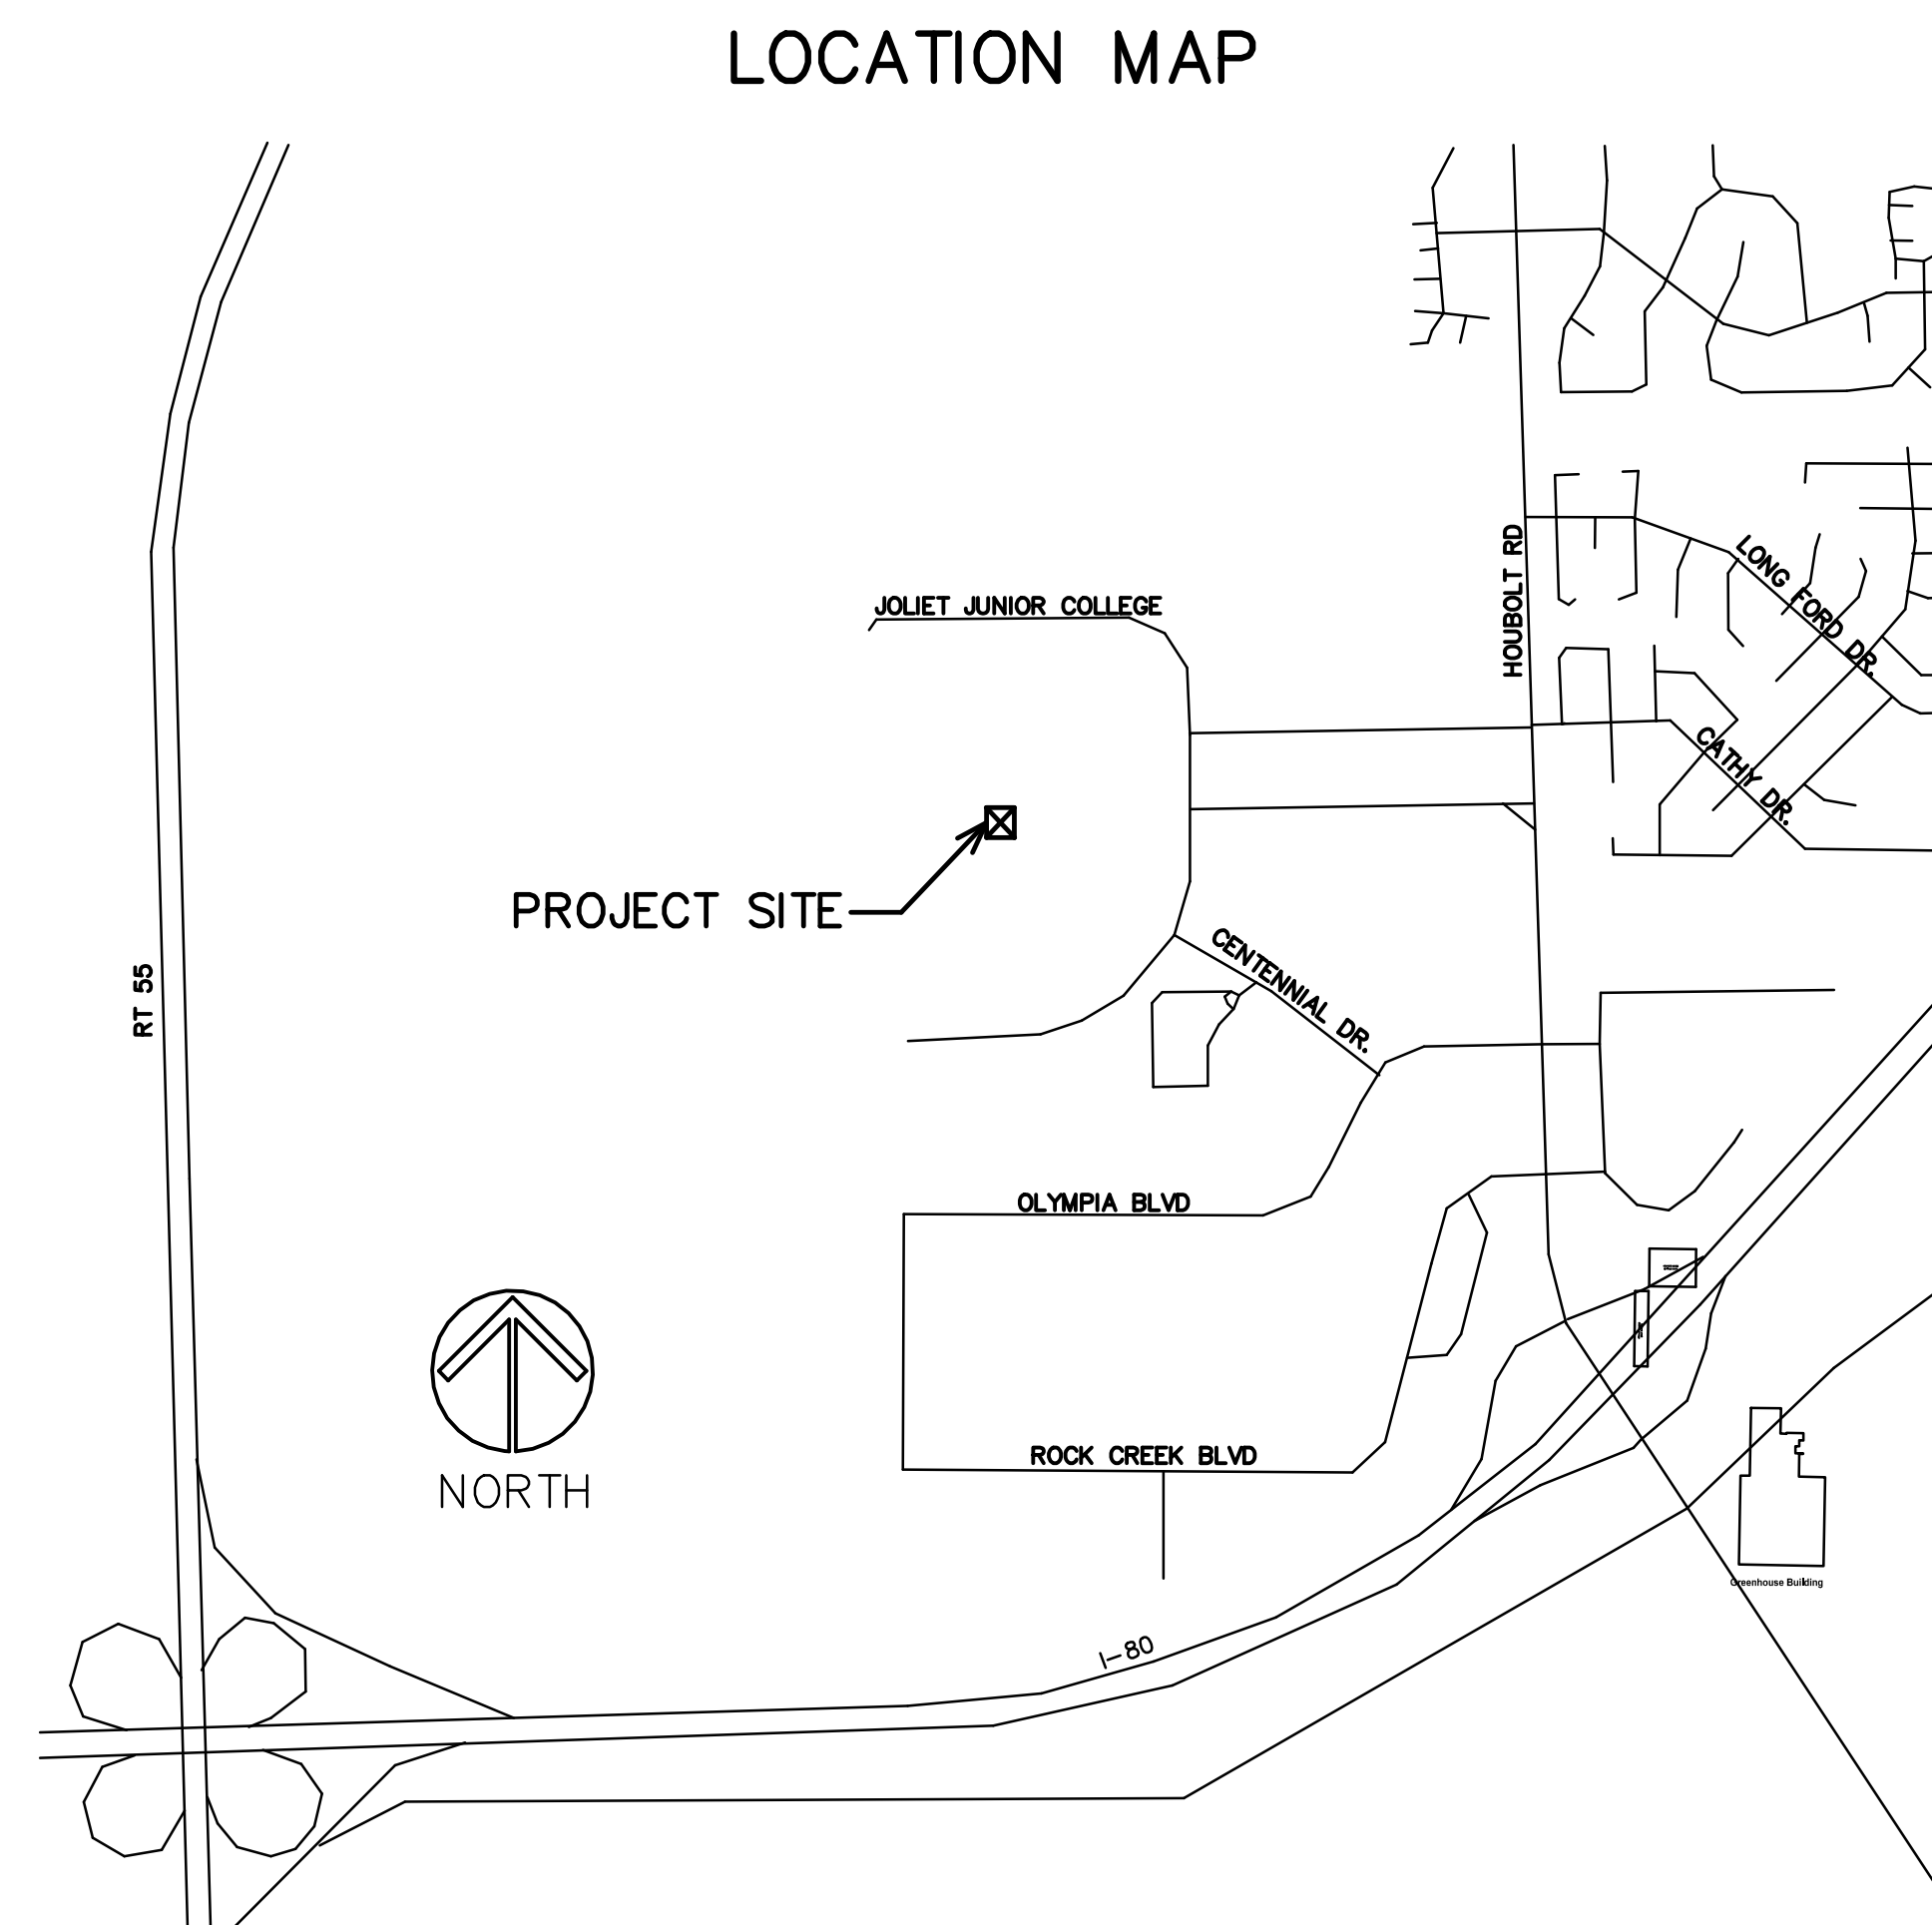 LOCATION MAP
HOUBOLT RD
LONG FORD DR.
JOLIET JUNIOR COLLEGE
CATHY DR.
PROJECT SITE
CENTENNIAL DR.
RT 55
OLYMPIA BLVD
ROCK CREEK BLVD
NORTH
Greenhouse Building
I-80